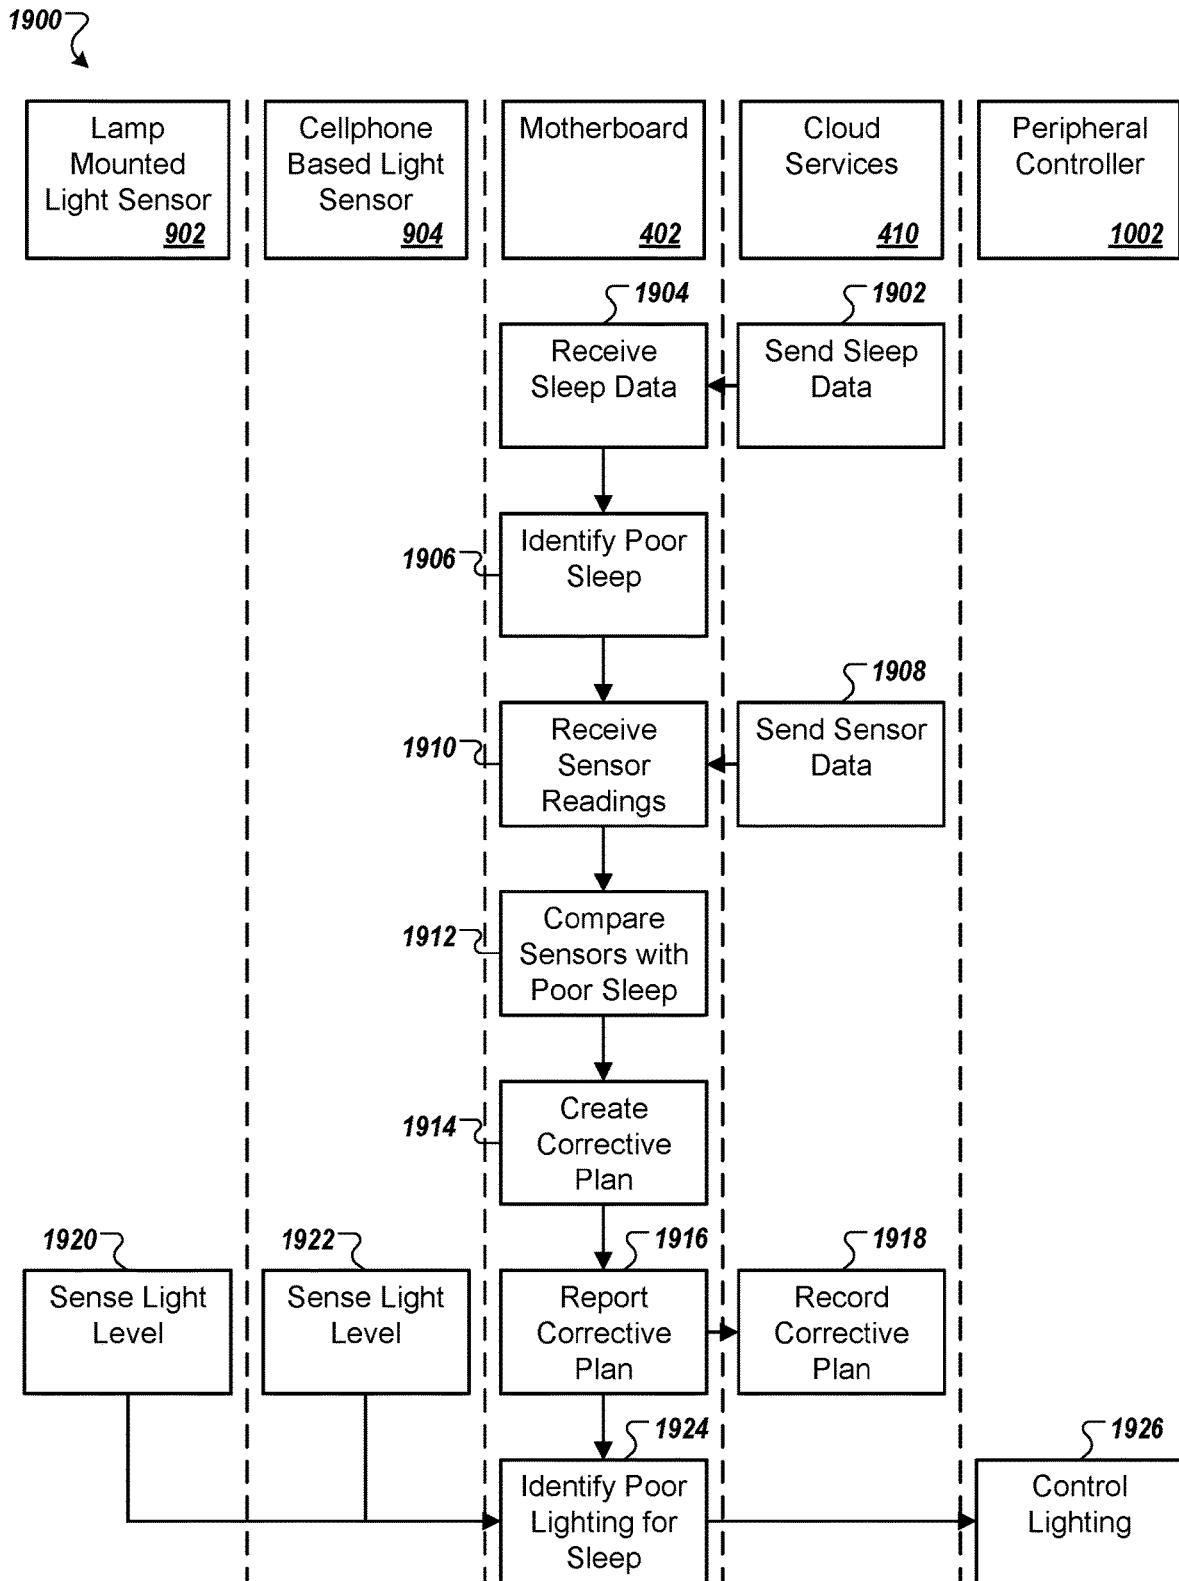 1900
Lamp
Mounted
Light Sensor
902
Cellphone
Based Light
Sensor
904
Motherboard
402
Cloud
Services
410
Peripheral
Controller
1002
1904
Receive
Sleep Data
1902
Send Sleep
Data
1906
Identify Poor
Sleep
1908
Send Sensor
Data
1910
Receive
Sensor
Readings
1912
Compare
Sensors with
Poor Sleep
1914
Create
Corrective
Plan
1920
Sense Light
Level
1922
Sense Light
Level
1916
Report
Corrective
Plan
1918
Record
Corrective
Plan
1924
Identify Poor
Lighting for
Sleep
1926
Control
Lighting